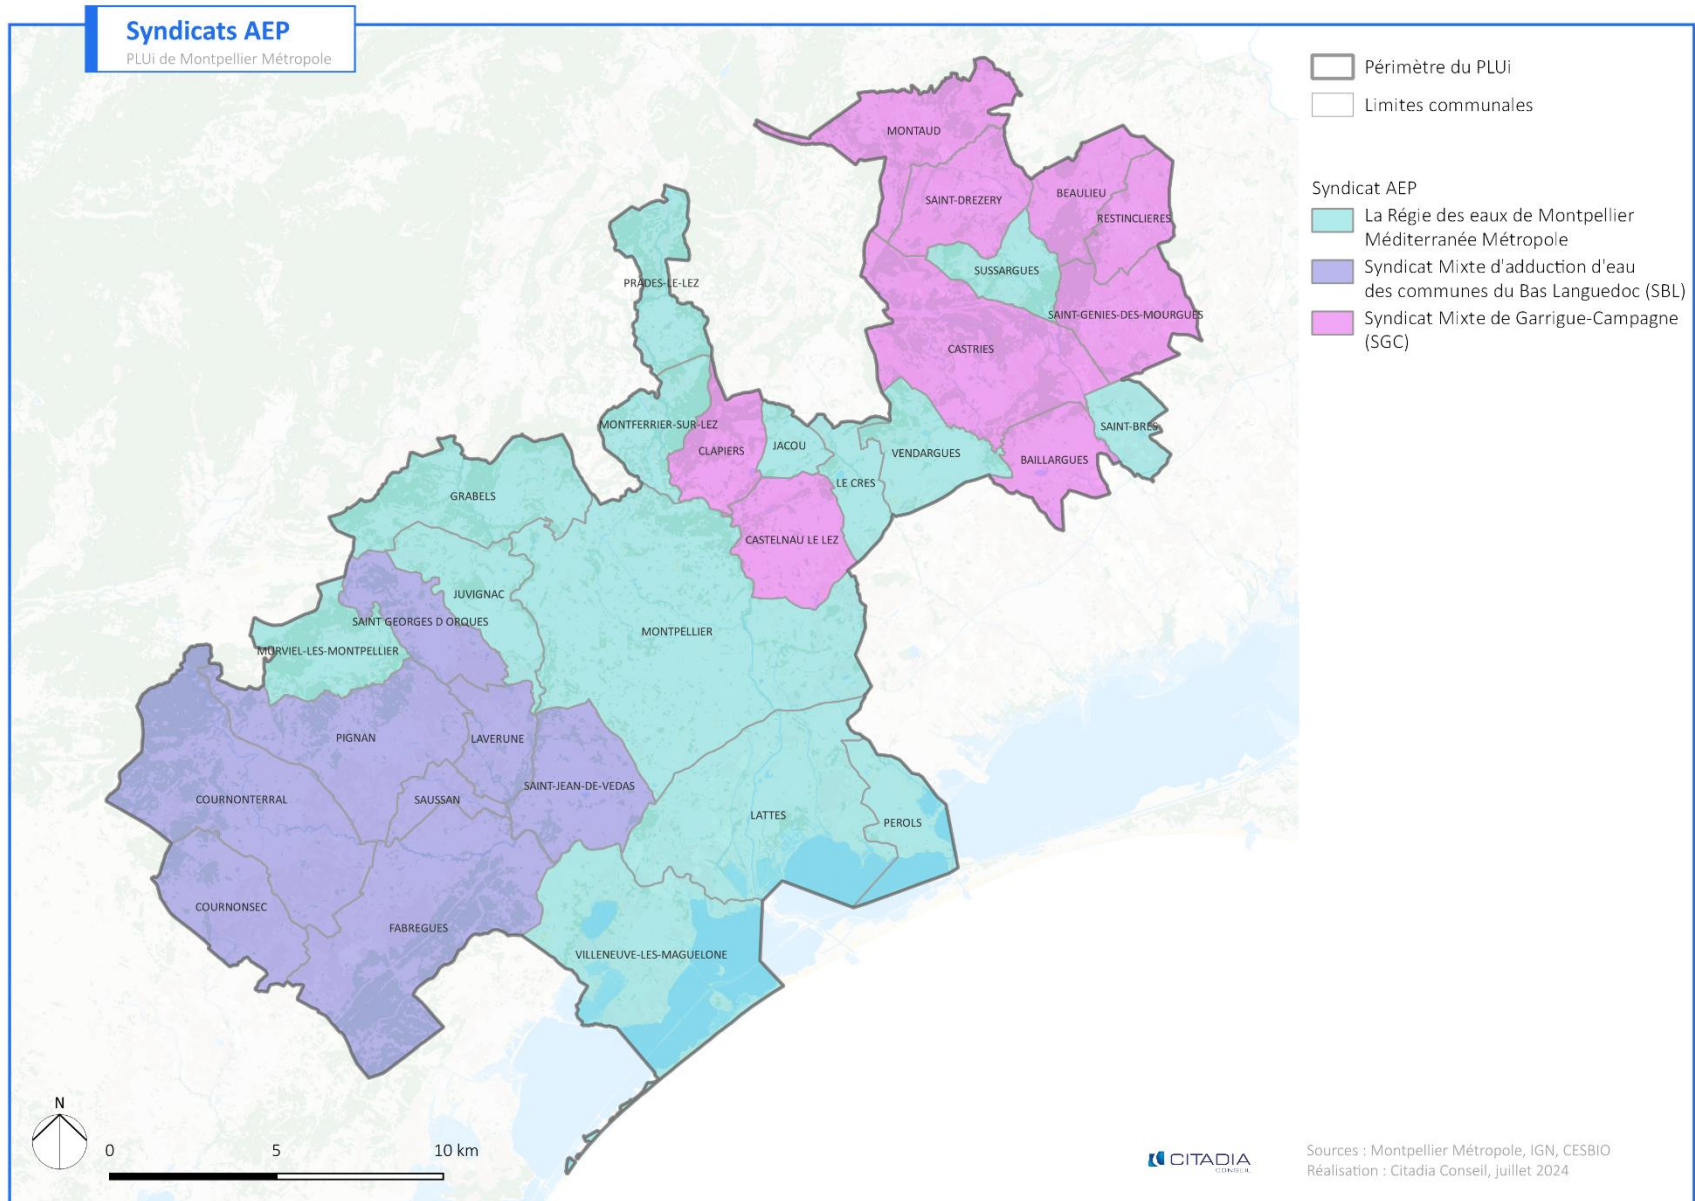 Syndicats AEP
PLUi de Montpellier Métropole
Périmètre du PLUi
Limites communales
Syndicat AEP
La Régie des eaux de Montpellier
Méditerranée Métropole
Syndicat Mixte d'adduction d'eau
des communes du Bas Languedoc (SBL)
Syndicat Mixte de Garrigue-Campagne
(SGC)
MONTAUD
SAINT-DREZERY
BEAULIEU
RESTINCLIERES
SUSSARGUES
PRADES-LE-LEZ
SAINT-GENIES-DES-MOURGUES
CASTRIES
MONTFERRIER-SUR-LEZ
CLAPIERS
JACOU
VENDARGUES
SAINT-BRES
BAILLARGUES
LE CRES
GRABELS
CASTELNAU LE LEZ
JUVIGNAC
SAINT GEORGES D ORQUES
MONTPELLIER
MURVIEL-LES-MONTPELLIER
PIGNAN
LAVERUNE
SAINT-JEAN-DE-VEDAS
COURNONTERRAL
SAUSSAN
LATTES
PEROLS
COURNONSEC
FABREGUES
VILLENEUVE-LES-MAGUELONE
N
0 5 10 km
CITADIA
CONSEIL
Sources : Montpellier Métropole, IGN, CESBIO
Réalisation : Citadia Conseil, juillet 2024